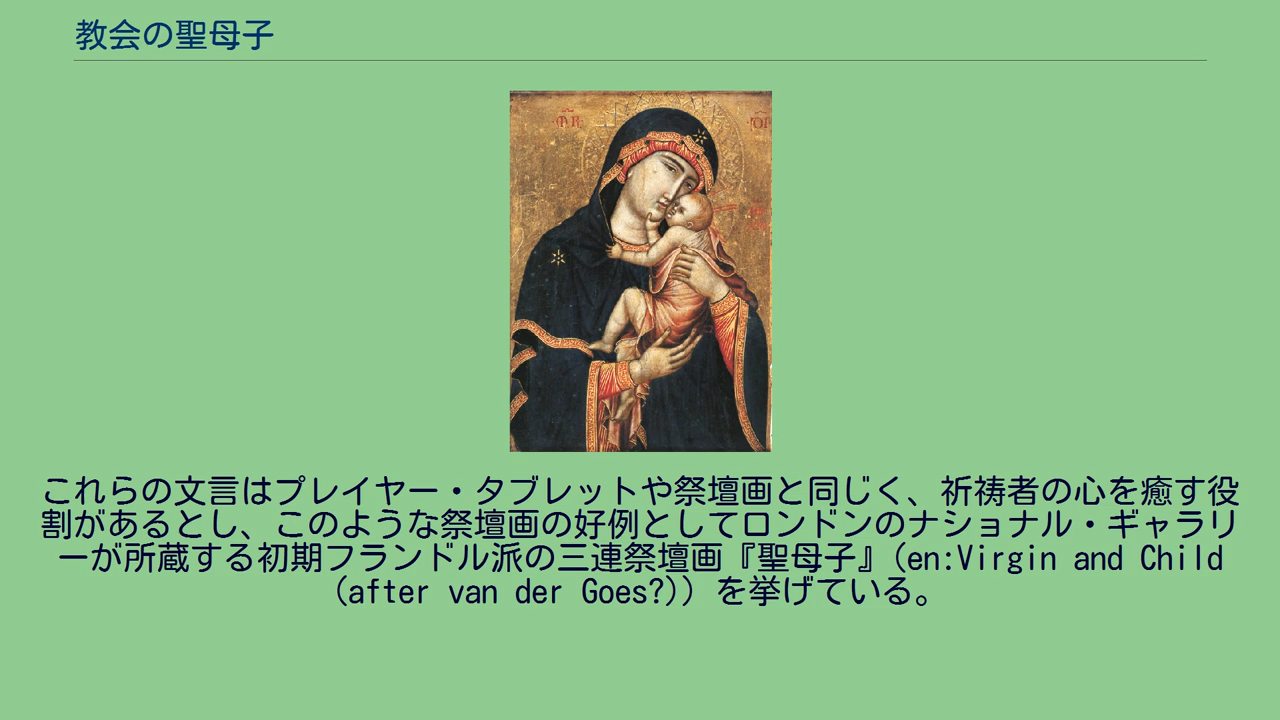 教会の聖母子
これらの文言はプレイヤー・タブレットや祭壇画と同じく、祈祷者の心を癒す役
割があるとし、このような祭壇画の好例としてロンドンのナショナル・ギャラリ
ーが所蔵する初期フランドル派の三連祭壇画『聖母子』(en:Virgin and Child
(after van der Goes?)) を挙げている。